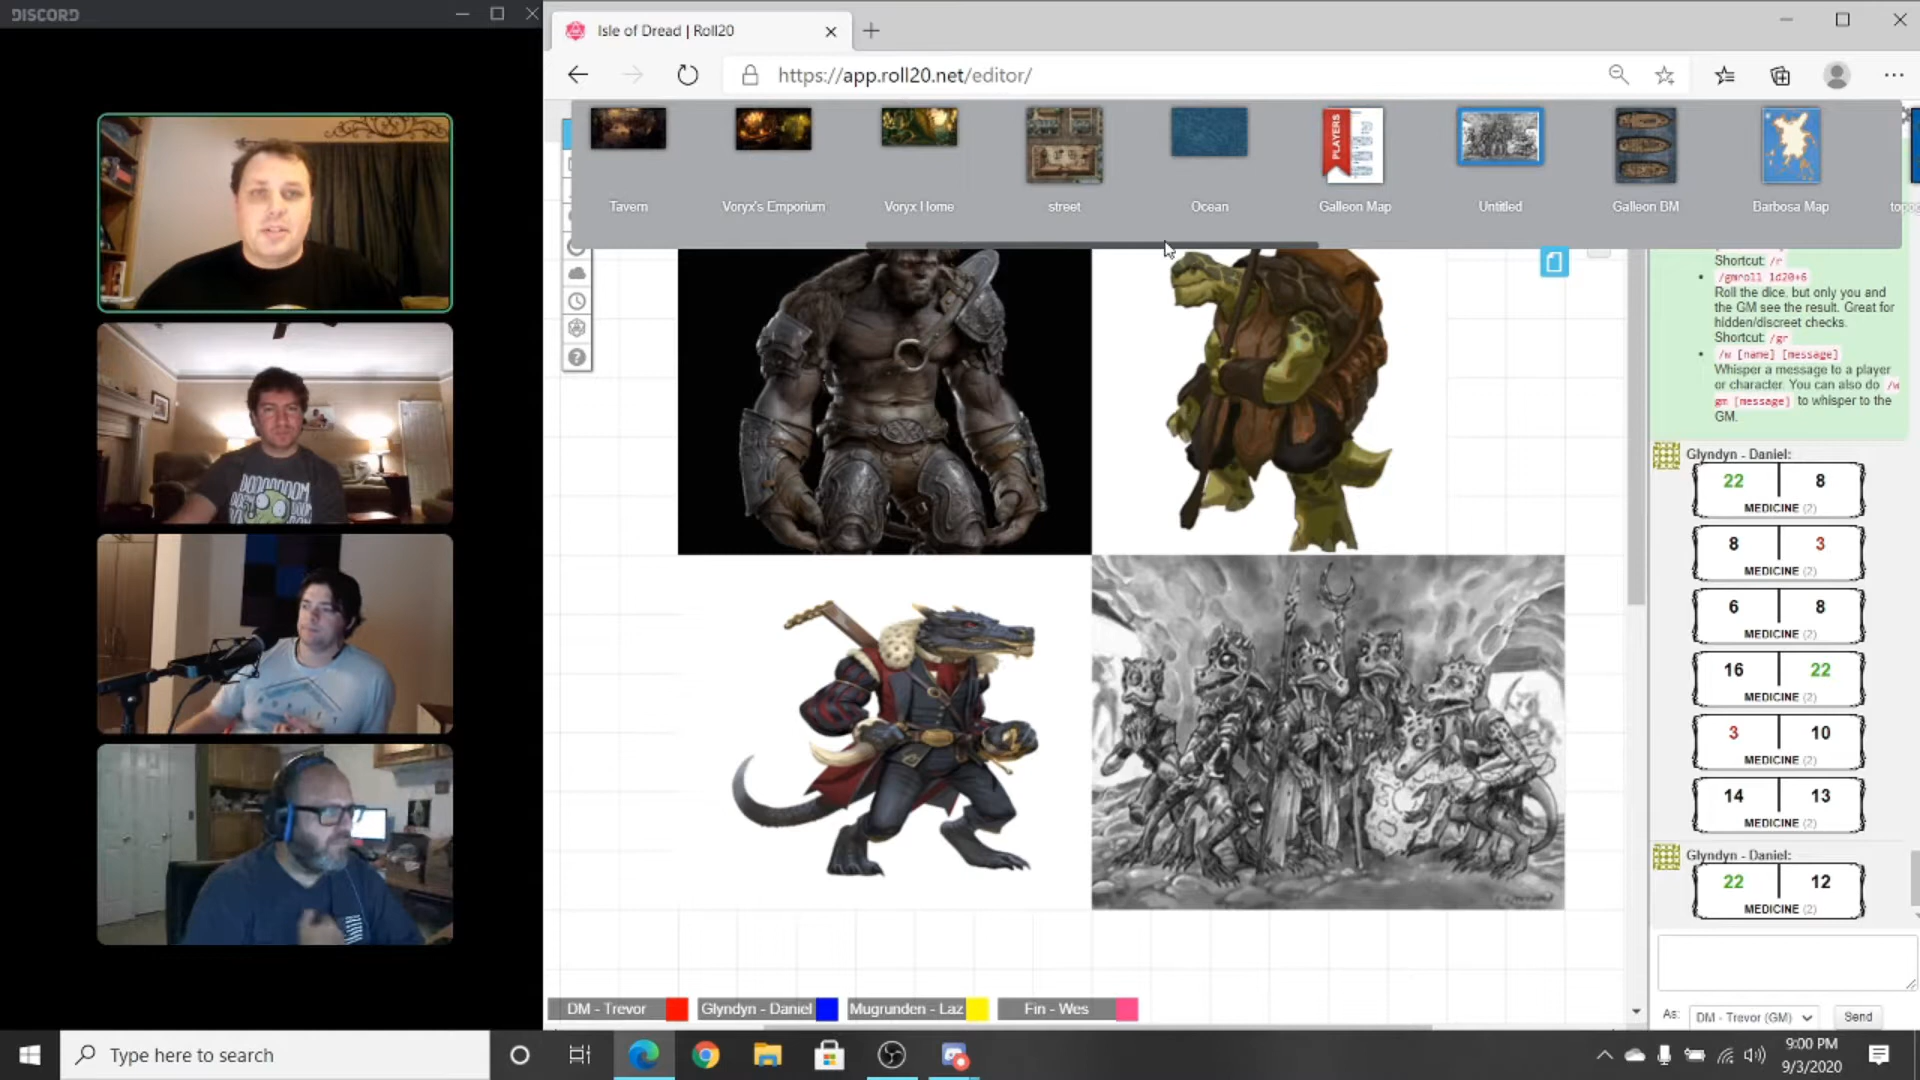 DISCORD
Isle of Dread | Roll20
https://app.roll20.net/editor/
Tavern
Voryx's Emporium
Voryx Home
street
Ocean
PLAYERS
Galleon Map
Untitled
Galleon BM
Barbosa Map
Shortcut: /r
/gmroll 1d20+6
Roll the dice, but only you and
the GM see the result. Great for
hidden/discreet checks.
Shortcut: /gr
/w [name] [message]
Whisper a message to a player
or character. You can also do /w
gm [message] to whisper to the
GM.
Glyndyn - Daniel:
22 8
MEDICINE (2)
8 3
MEDICINE (2)
6 8
MEDICINE (2)
16 22
MEDICINE (2)
3 10
MEDICINE (2)
14 13
MEDICINE (2)
Glyndyn - Daniel:
22 12
MEDICINE (2)
DM - Trevor
Glyndyn - Daniel
Mugrunden - Laz
Fin - Wes
As: DM - Trevor (GM)
Send
Type here to search
9:00 PM
9/3/2020